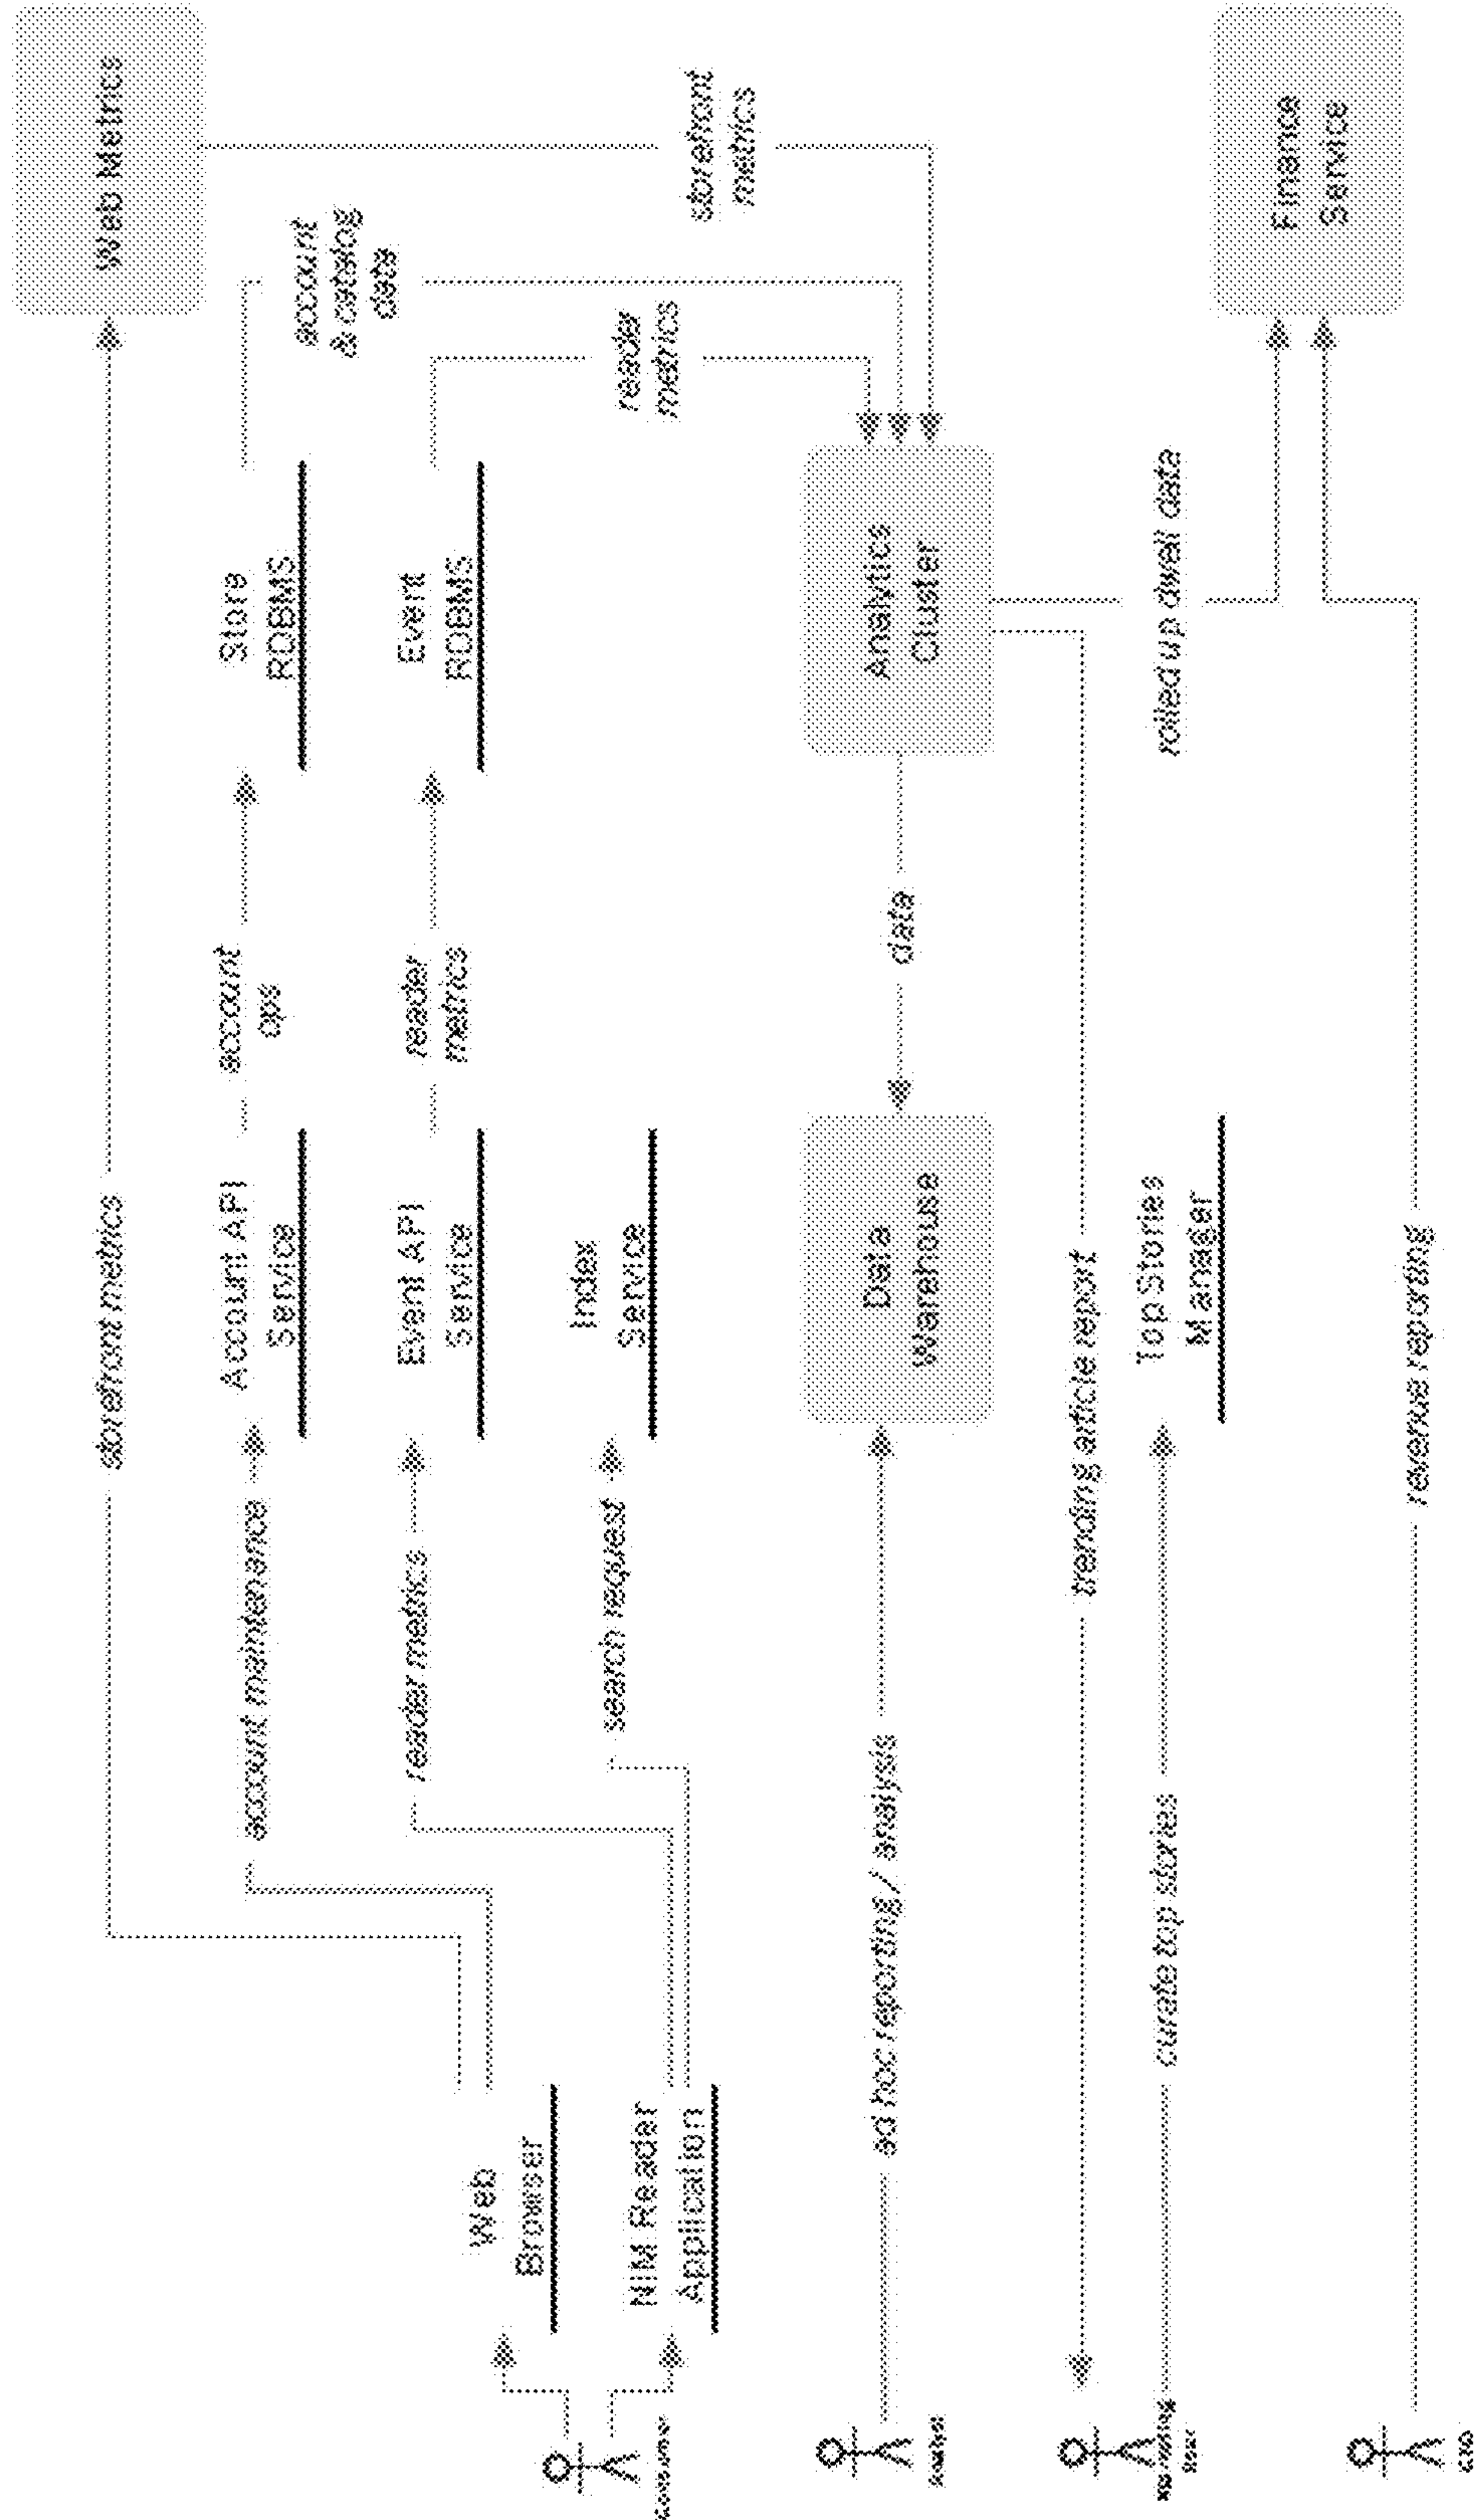 storefront metrics
Web Metrics
account maintenance
Account API
Service
account
ops
Store
RDBMS
account
& catalog
data
Web
Browser
reader metrics
Event API
Service
reader
metrics
Event
RDBMS
reader
metrics
storefront
metrics
NIM Reader
Application
search request
Index
Service
consumer
ad hoc reporting / analysis
Data
Warehouse
data
Analytics
Cluster
trending article report
rolled up dwell data
curate top stories
Top Stories
Manager
Finance
Service
revenue reporting